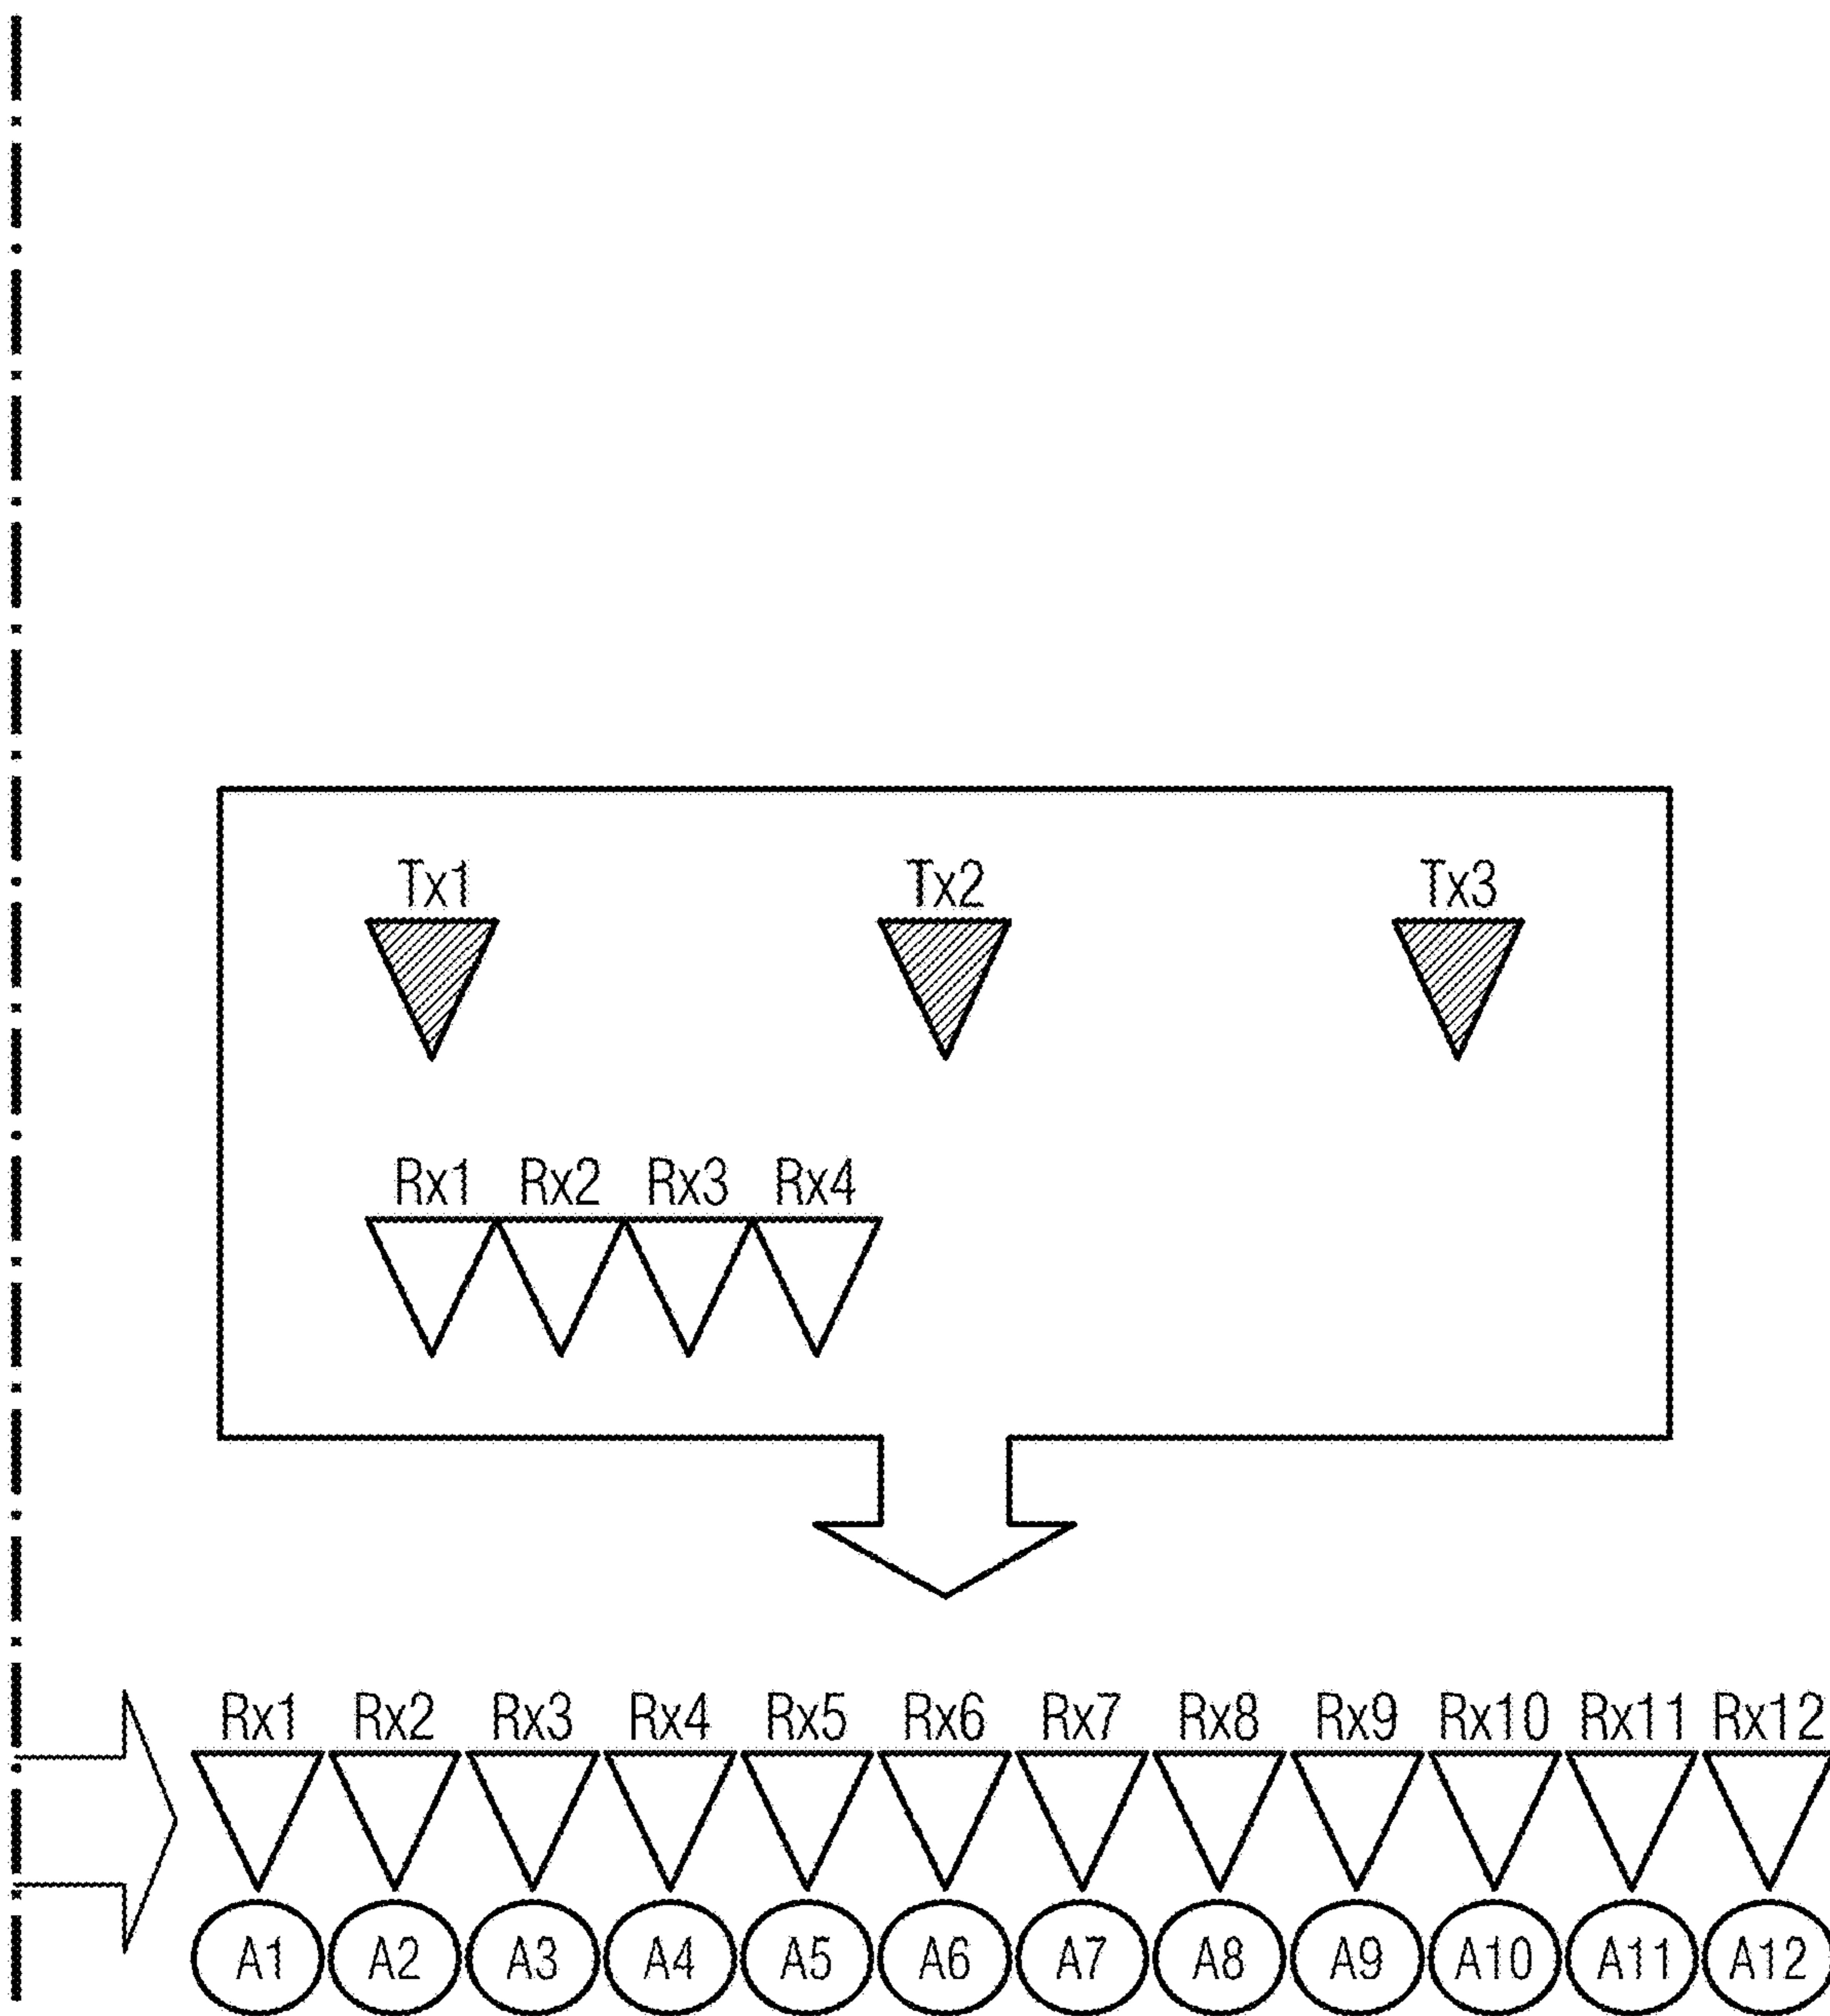 Tx1 Tx2 Tx3
Rx1 Rx2 Rx3 Rx4
Rx1 Rx2 Rx3 Rx4 Rx5 Rx6 Rx7 Rx8 Rx9 Rx10 Rx11 Rx12
A1 A2 A3 A4 A5 A6 A7 A8 A9 A10 A11 A12